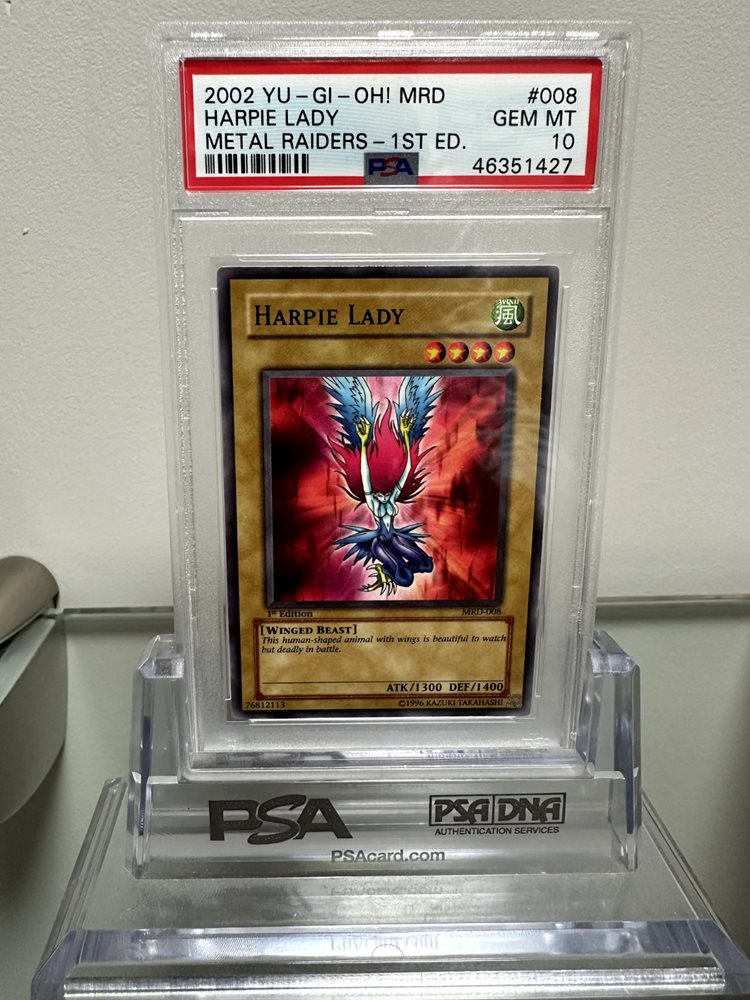 2002 YU-GI-OH! MRD #008
HARPIE LADY GEM MT
METAL RAIDERS-1ST ED. 10
PSA 46351427
HARPIE LADY
WIND
風
1st Edition MRD-008
[WINGED BEAST]
This human-shaped animal with wings is beautiful to watch
but deadly in battle.
ATK/1300 DEF/1400
76812113 ©1996 KAZUKI TAKAHASHI
PSA PSA DNA
AUTHENTICATION SERVICES
PSAcard.com